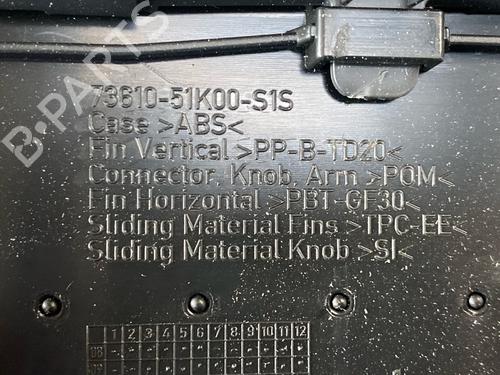 73610-51K00-S1S
Case >ABS<
Fin Vertical >PP-B-TD20<
Connector, Knob, Arm >POM<
Fin Horizontal >PBT-GF30<
Sliding Material Fins >TPC-EE<
Sliding Material Knob >SI<
1 2 3 4 5 6 7 8 9 10 11 12
08
B-PARTS